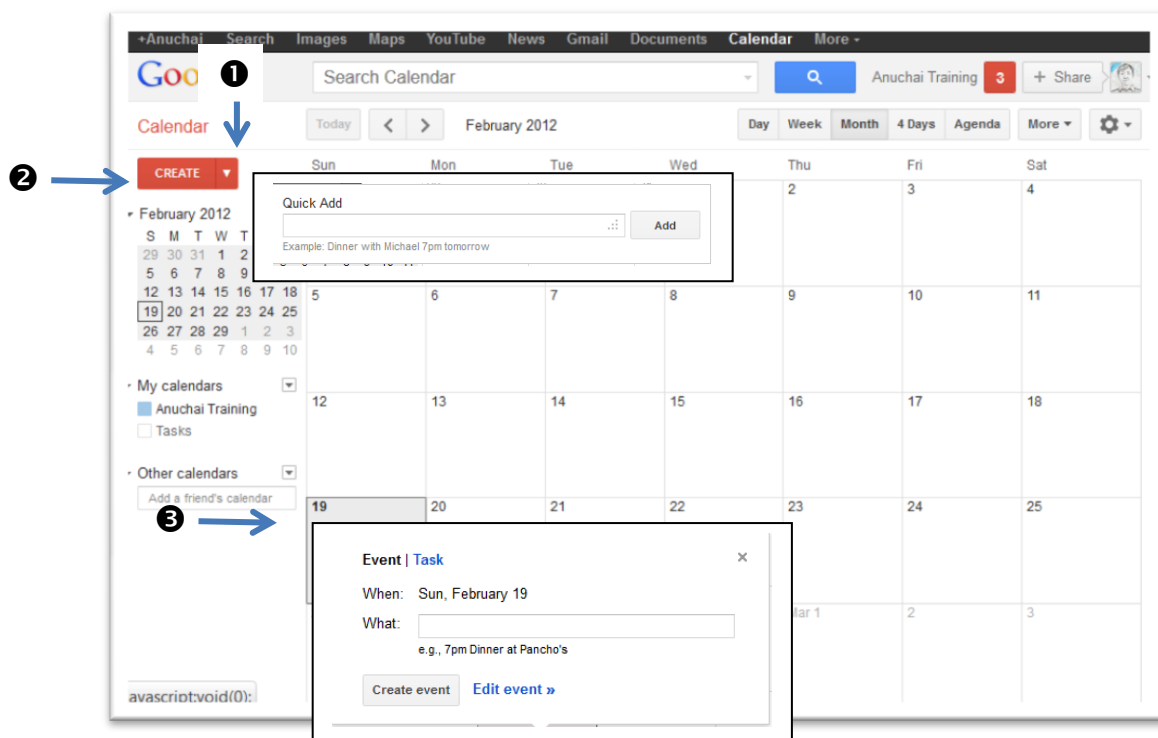 +Anuchai Search Images Maps YouTube News Gmail Documents Calendar More
❶
Search Calendar
Anuchai Training 3 + Share
Calendar
Today < > February 2012 Day Week Month 4 Days Agenda More
❷
CREATE
Sun Mon Tue Wed Thu Fri Sat
2 3 4
Quick Add
Add
Example: Dinner with Michael 7pm tomorrow
February 2012
S M T W T
29 30 31 1 2
5 6 7 8 9
12 13 14 15 16 17 18
19 20 21 22 23 24 25
26 27 28 29 1 2 3
4 5 6 7 8 9 10
5 6 7 8 9 10 11
My calendars
Anuchai Training
Tasks
12 13 14 15 16 17 18
Other calendars
Add a friend's calendar
❸
19 20 21 22 23 24 25
Event | Task ×
When: Sun, February 19
What:
e.g., 7pm Dinner at Pancho's
Create event Edit event »
1 2 3
avascript:void(0):